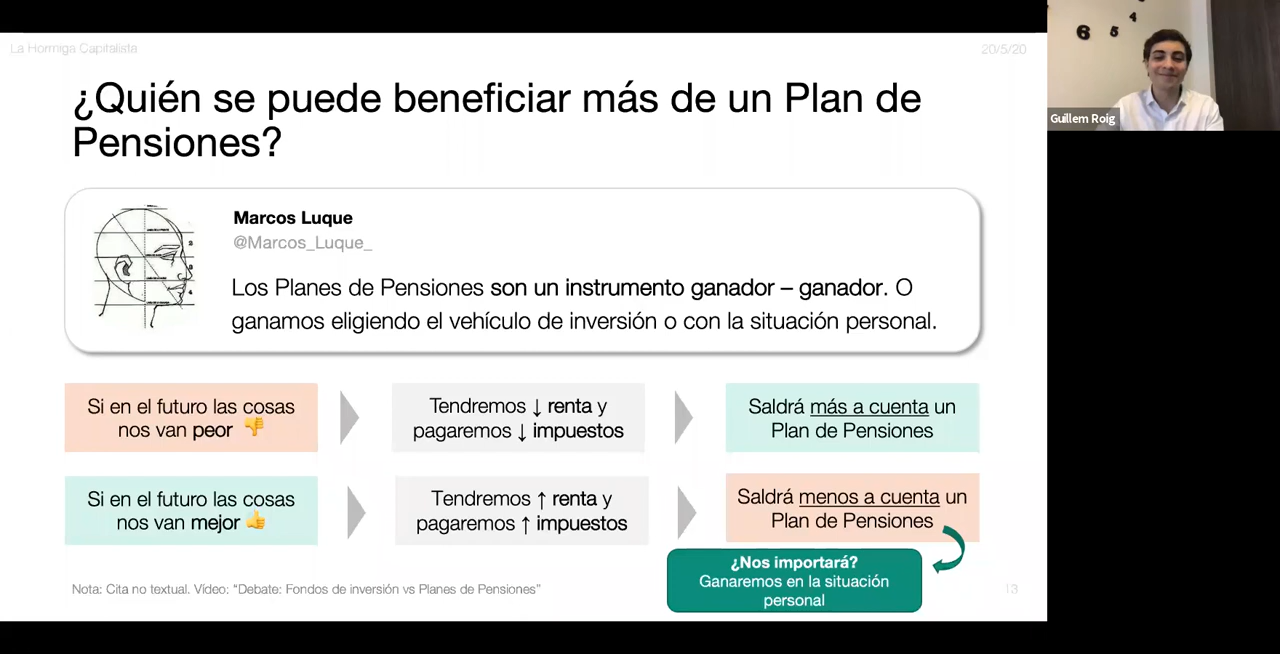 La Hormiga Capitalista
20/5/20
6 5 4
Guillem Roig
¿Quién se puede beneficiar más de un Plan de
Pensiones?
Marcos Luque
@Marcos_Luque_
Los Planes de Pensiones son un instrumento ganador – ganador. O
ganamos eligiendo el vehículo de inversión o con la situación personal.
Si en el futuro las cosas
nos van peor 👎
Tendremos ↓ renta y
pagaremos ↓ impuestos
Saldrá más a cuenta un
Plan de Pensiones
Si en el futuro las cosas
nos van mejor 👍
Tendremos ↑ renta y
pagaremos ↑ impuestos
Saldrá menos a cuenta un
Plan de Pensiones
¿Nos importará?
Ganaremos en la situación
personal
Nota: Cita no textual. Vídeo: “Debate: Fondos de inversión vs Planes de Pensiones”
13